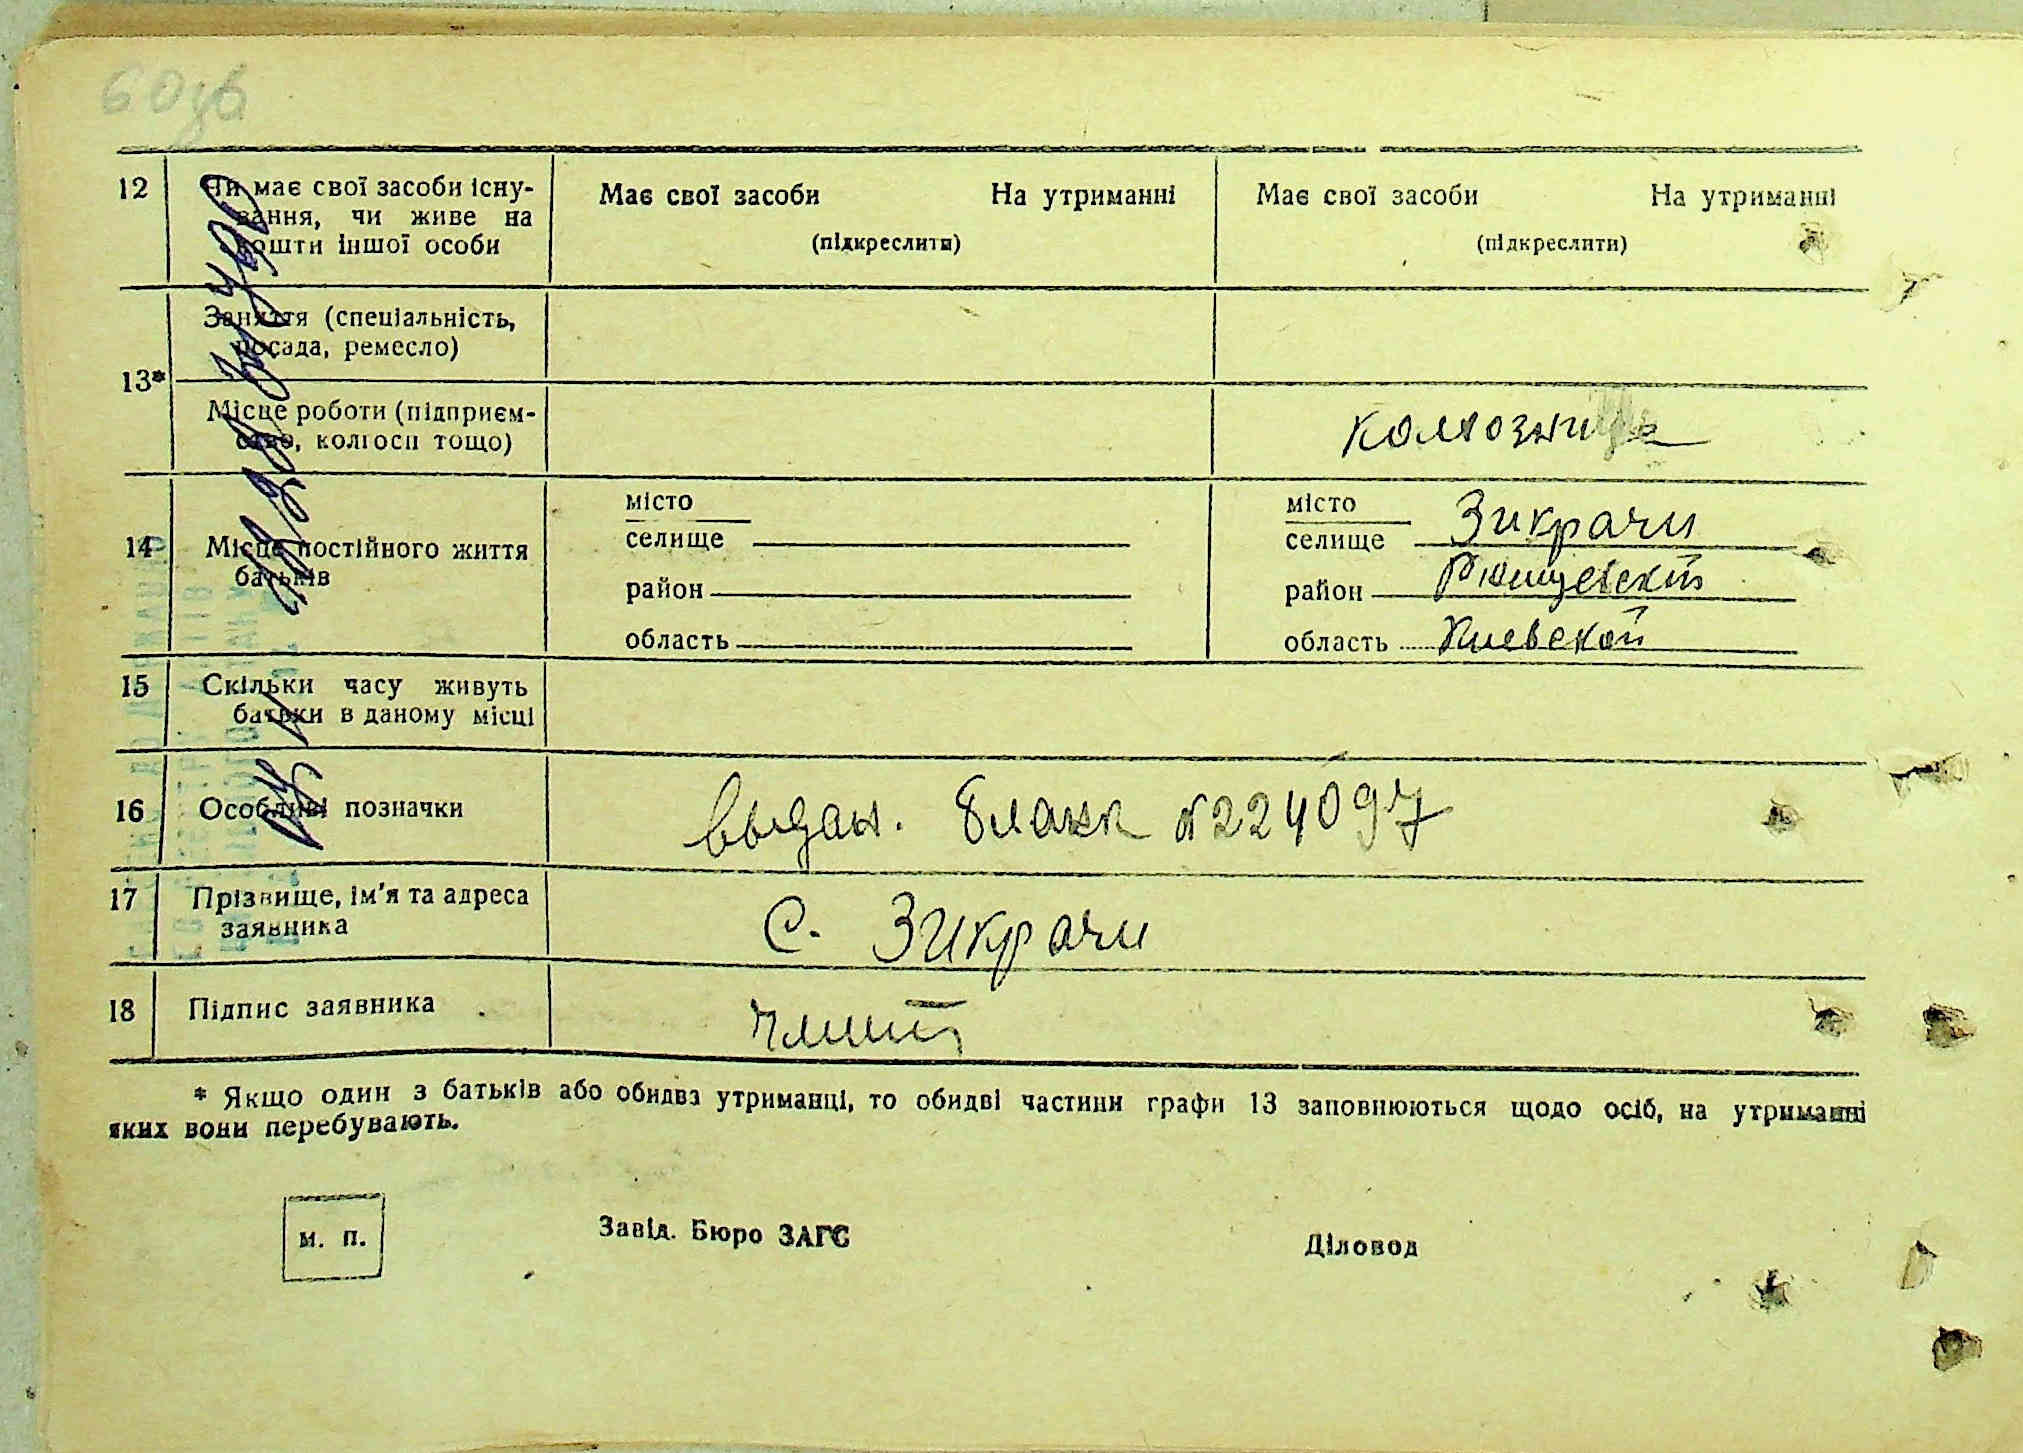 60зв
12 Чи має свої засоби існу-
вання, чи живе на
кошти іншої особи
Має свої засоби На утриманні
(підкреслити)
Має свої засоби На утриманні
(підкреслити)
13*
Заняття (спеціальність,
посада, ремесло)
Місце роботи (підприєм-
ство, колгосп тощо)
колхозниц
14 Місце постійного життя
батьків
місто
селище
район
область
місто
селище Зикрачи
район Ржищевский
область Киевской
15 Скільки часу живуть
батьки в даному місці
16 Особливі позначки
выдан. бланк №224097
17 Прізвище, ім'я та адреса
заявника
С. Зикрачи
18 Підпис заявника
* Якщо один з батьків або обидва утриманці, то обидві частини графи 13 заповнюються щодо осіб, на утриманні
яких вони перебувають.
м. п.
Завід. Бюро ЗАГС
Діловод